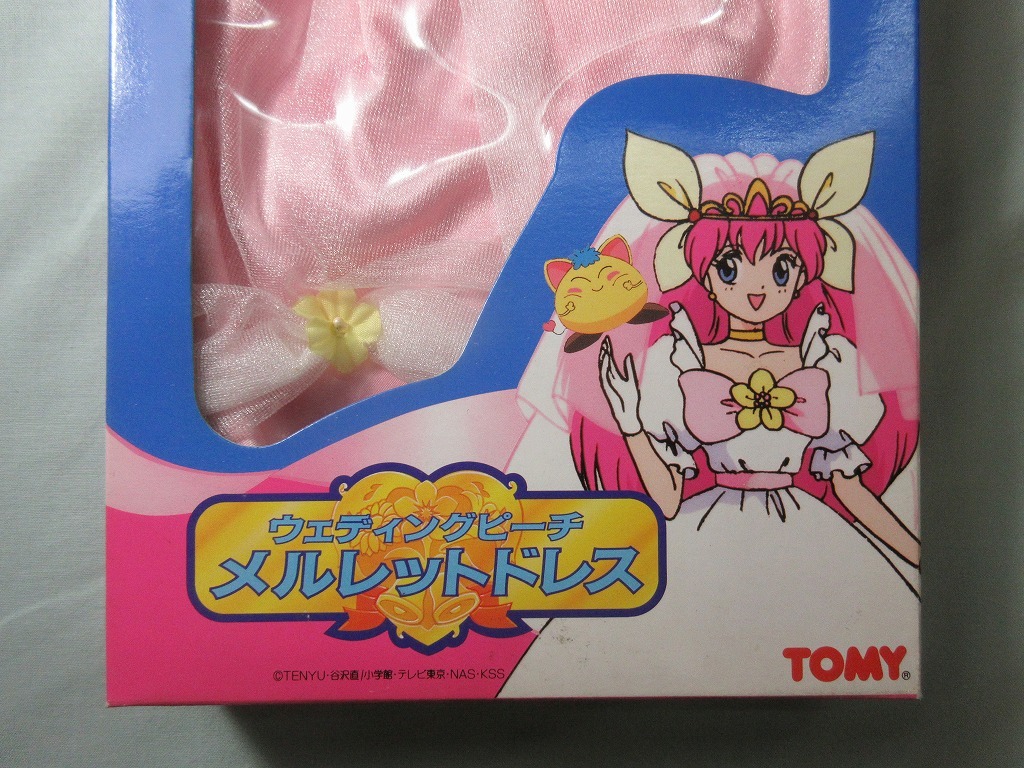 ウェディングピーチ
メルレットドレス
©TENYU・谷沢直/小学館・テレビ東京・NAS・KSS
TOMY®